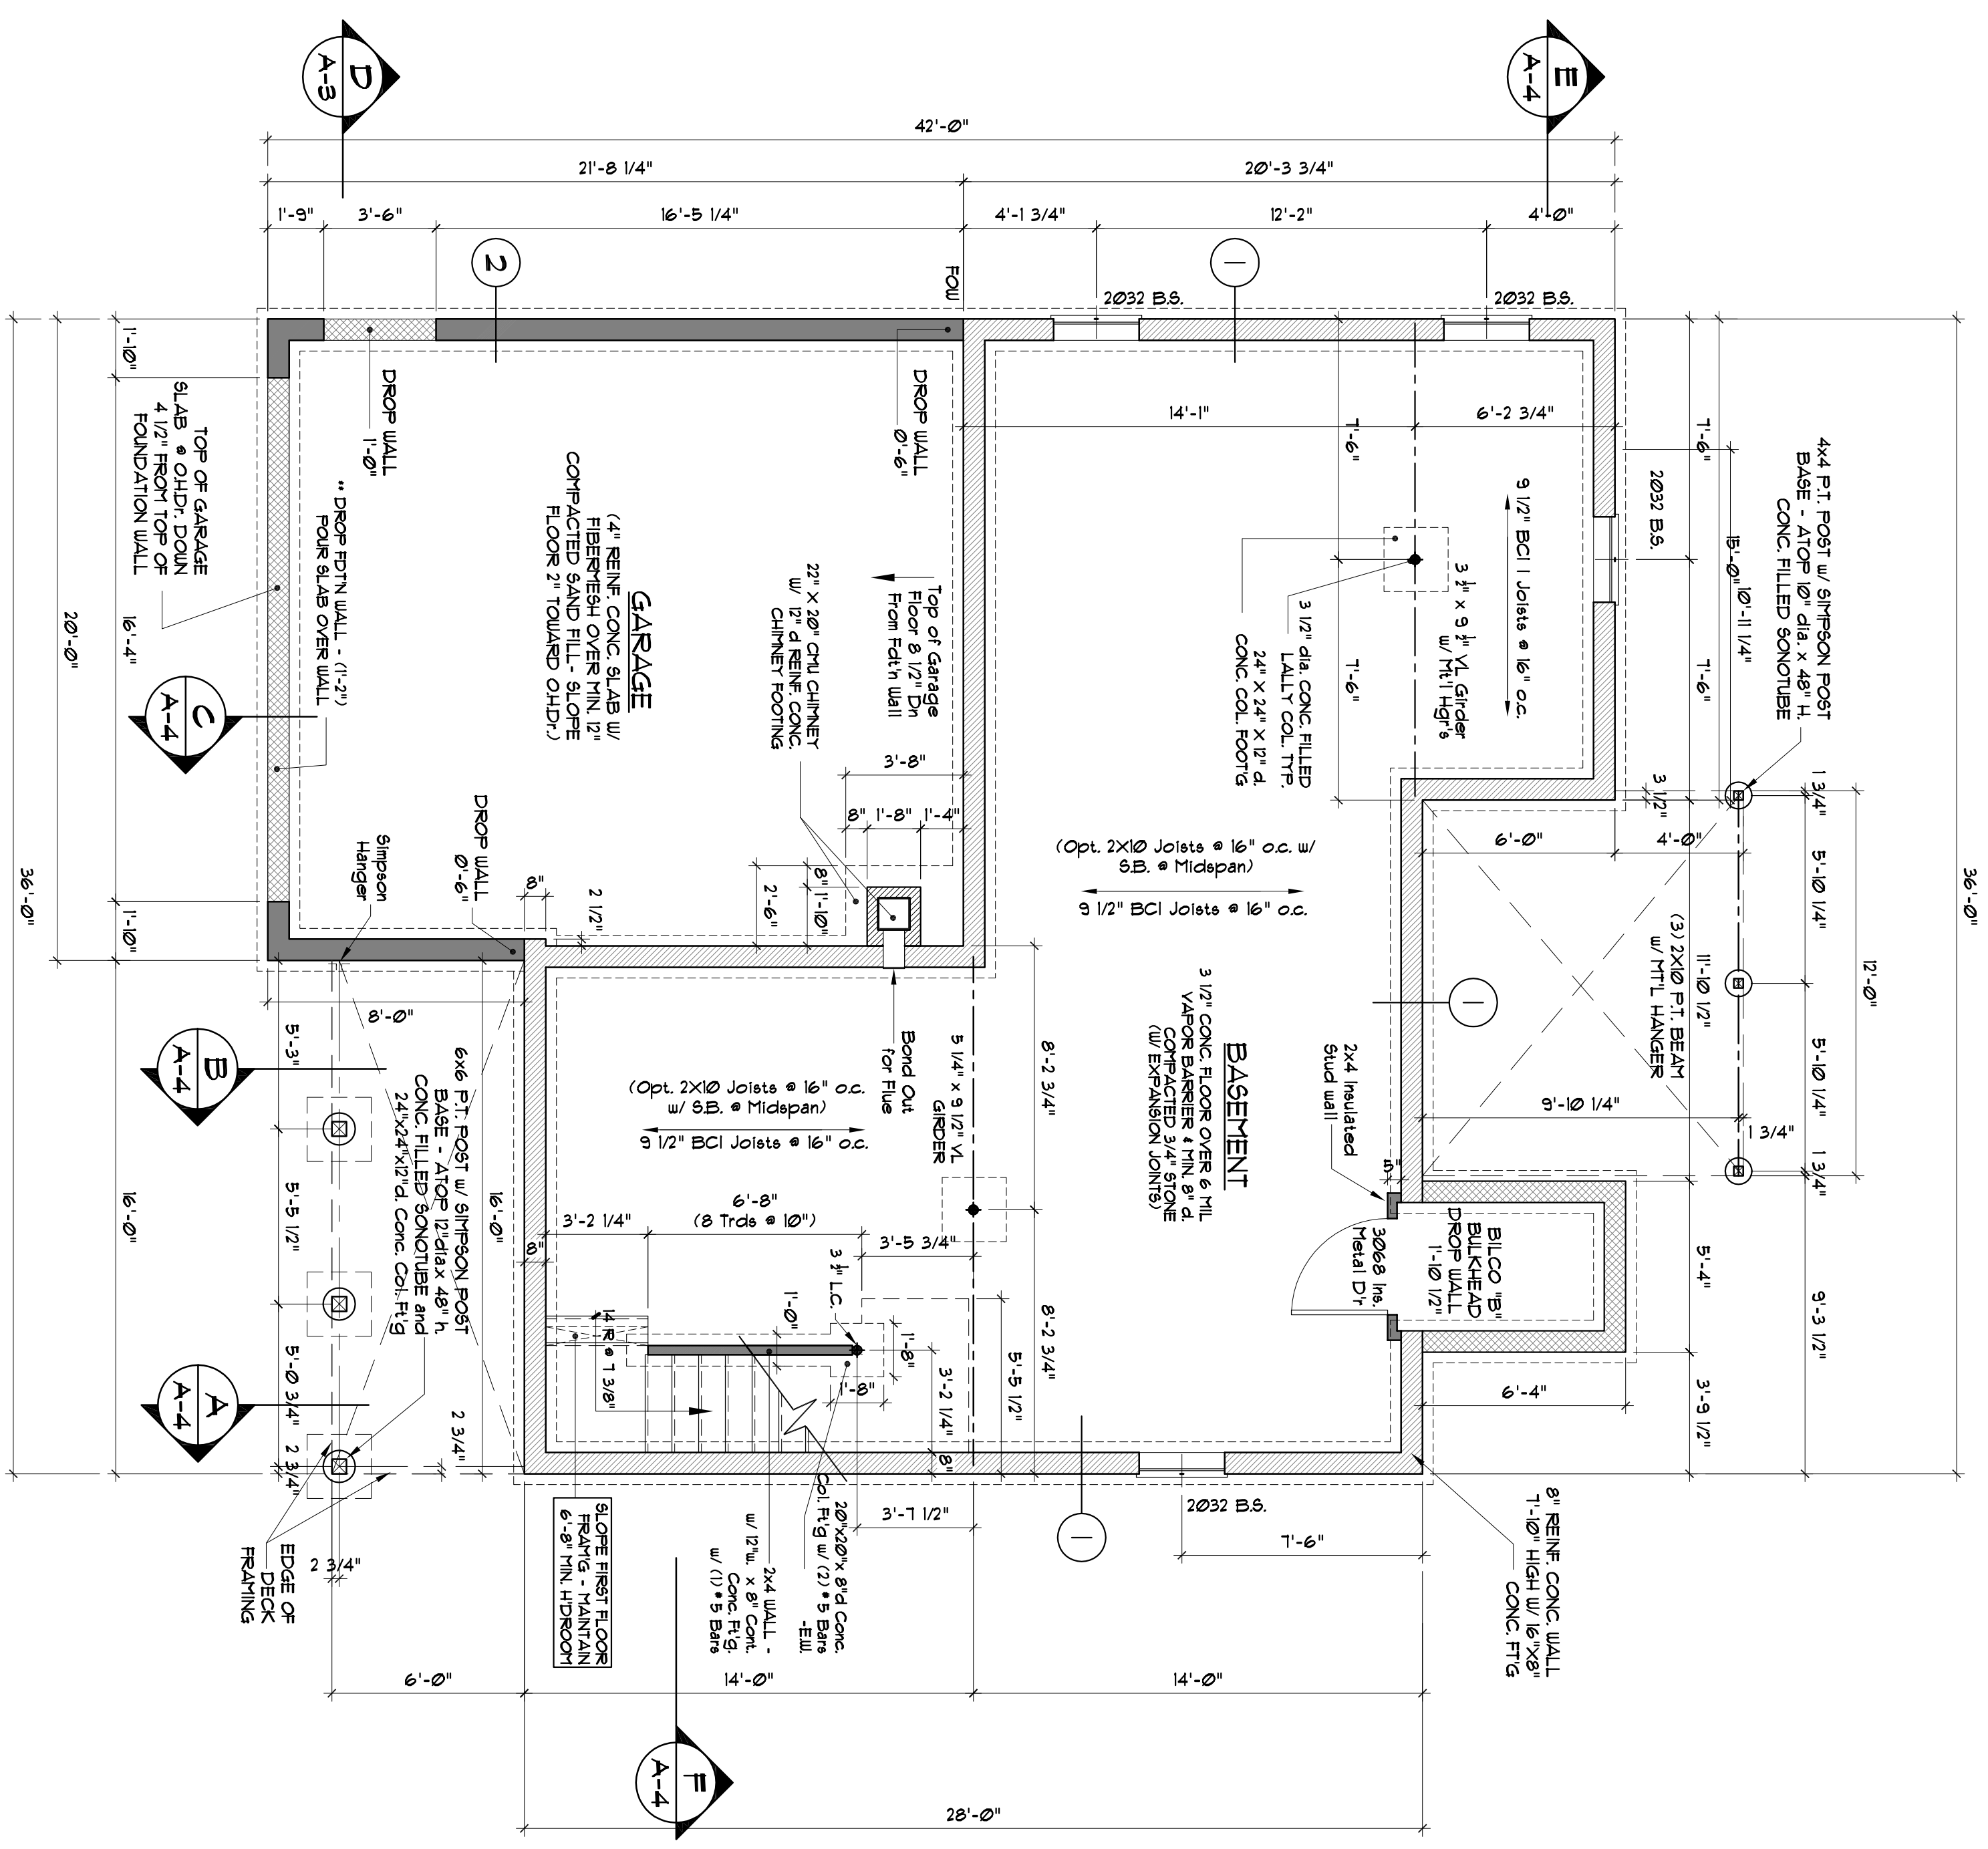 D
A-3
E
A-4
42'-0"
21'-8 1/4"
20'-3 3/4"
1'-9"
3'-6"
16'-5 1/4"
4'-1 3/4"
12'-2"
4'-0"
2
1
FOW
2032 B.S.
2032 B.S.
36'-0"
20'-0"
1'-10"
16'-4"
1'-10"
16'-0"
TOP OF GARAGE
SLAB @ O.H.Dr. DOWN
4 1/2" FROM TOP OF
FOUNDATION WALL
DROP WALL
1'-0"
DROP WALL
0'-6"
** DROP FDTN WALL - (1'-2")
POUR SLAB OVER WALL
GARAGE
(4" REINF. CONC. SLAB W/
FIBERMESH OVER MIN. 12"
COMPACTED SAND FILL- SLOPE
FLOOR 2" TOWARD O.H.Dr.)
Top of Garage
Floor 8 1/2" Dn
From Fdt'n Wall
22" X 20" CMU CHIMNEY
W/ 12" d REINF. CONC.
CHIMNEY FOOTING
3'-8"
8"
1'-8"
1'-4"
2'-6"
8"
1'-10"
DROP WALL
0'-6"
Simpson
Hanger
8"
2 1/2"
C
A-4
14'-1"
6'-2 3/4"
7'-6"
7'-6"
9 1/2" BCI Joists @ 16" o.c.
3 1/2" x 9 1/2" VL Girder
w/ Mt'l Hgr's
3 1/2" dia. CONC. FILLED
LALLY COL. TYP.
24" X 24" X 12" d.
CONC. COL. FOOT'G
2032 B.S.
7'-6"
7'-6"
15'-0"
10'-11 1/4"
4x4 P.T. POST w/ SIMPSON POST
BASE - ATOP 10" dia. x 48" H.
CONC. FILLED SONOTUBE
36'-0"
3 1/2"
1 3/4"
6'-0"
4'-0"
5'-10 1/4"
12'-0"
11'-10 1/2"
(3) 2X10 P.T. BEAM
w/ MT'L HANGER
5'-10 1/4"
9'-10 1/4"
1 3/4"
1 3/4"
(Opt. 2X10 Joists @ 16" o.c. w/
S.B. @ Midspan)
9 1/2" BCI Joists @ 16" o.c.
1
BASEMENT
3 1/2" CONC. FLOOR OVER 6 MIL
VAPOR BARRIER & MIN. 8" d.
COMPACTED 3/4" STONE
(W/ EXPANSION JOINTS)
2x4 Insulated
Stud wall
5"
3068 Ins.
Metal D'r
BILCO "B"
BULKHEAD
DROP WALL
1'-10 1/2"
5'-4"
9'-3 1/2"
3'-9 1/2"
6'-4"
8'-2 3/4"
8'-2 3/4"
5 1/4" x 9 1/2" VL
GIRDER
Bond Out
for Flue
(Opt. 2X10 Joists @ 16" o.c.
w/ S.B. @ Midspan)
9 1/2" BCI Joists @ 16" o.c.
6'-8"
(8 Trds @ 10")
3'-2 1/4"
3'-5 3/4"
8"
3 1/2" L.C.
1'-0"
1'-8"
1'-8"
3'-2 1/4"
5'-5 1/2"
8"
14 R @ 7 3/8"
8'-0"
5'-3"
5'-5 1/2"
5'-0 3/4"
2 3/4"
16'-0"
2 3/4"
6x6 P.T. POST w/ SIMPSON POST
BASE - ATOP 12"dia.x 48" h.
CONC. FILLED SONOTUBE and
24"x24"x12"d. Conc. Col. Ft'g
B
A-4
A
A-4
2 3/4"
EDGE OF
DECK
FRAMING
SLOPE FIRST FLOOR
FRAM'G - MAINTAIN
6'-8" MIN. H'DROOM
2x4 WALL -
w/ 12"w. x 8" Cont.
Conc. Ft'g.
w/ (1) # 5 Bars
20"x20"x 8"d Conc.
Col. Ft'g w/ (2) # 5 Bars
-E.W.
3'-7 1/2"
1
2032 B.S.
7'-6"
8" REINF. CONC. WALL
7'-10" HIGH W/ 16"X8"
CONC. FT'G
6'-0"
14'-0"
14'-0"
F
A-4
28'-0"